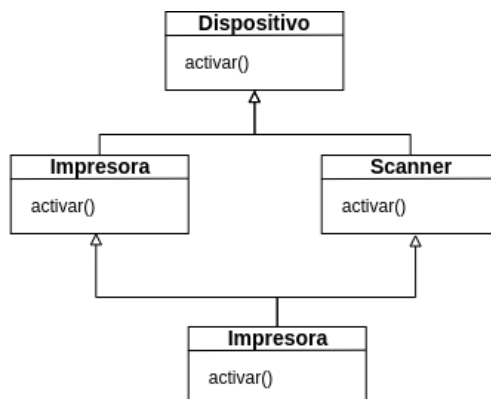 Dispositivo
activar()
Impresora
activar()
Scanner
activar()
Impresora
activar()